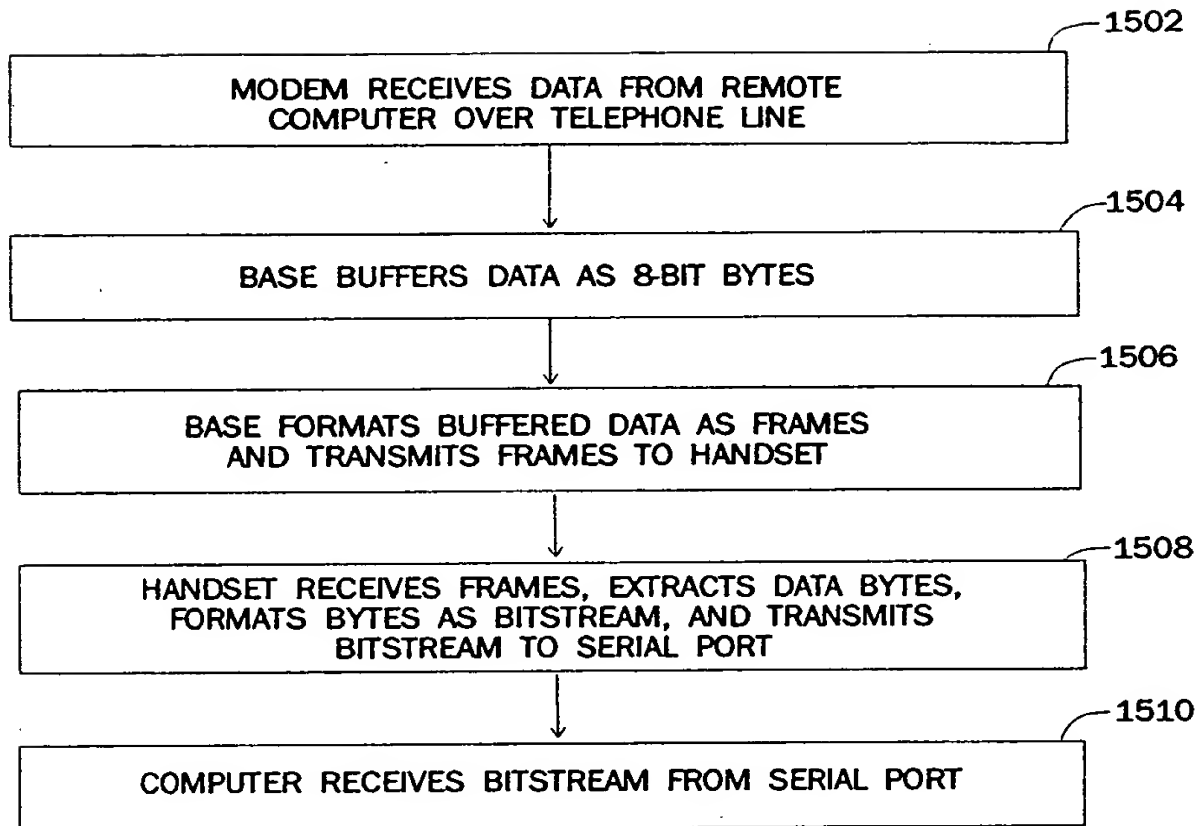 1502
MODEM RECEIVES DATA FROM REMOTE
COMPUTER OVER TELEPHONE LINE
1504
BASE BUFFERS DATA AS 8-BIT BYTES
1506
BASE FORMATS BUFFERED DATA AS FRAMES
AND TRANSMITS FRAMES TO HANDSET
1508
HANDSET RECEIVES FRAMES, EXTRACTS DATA BYTES,
FORMATS BYTES AS BITSTREAM, AND TRANSMITS
BITSTREAM TO SERIAL PORT
1510
COMPUTER RECEIVES BITSTREAM FROM SERIAL PORT